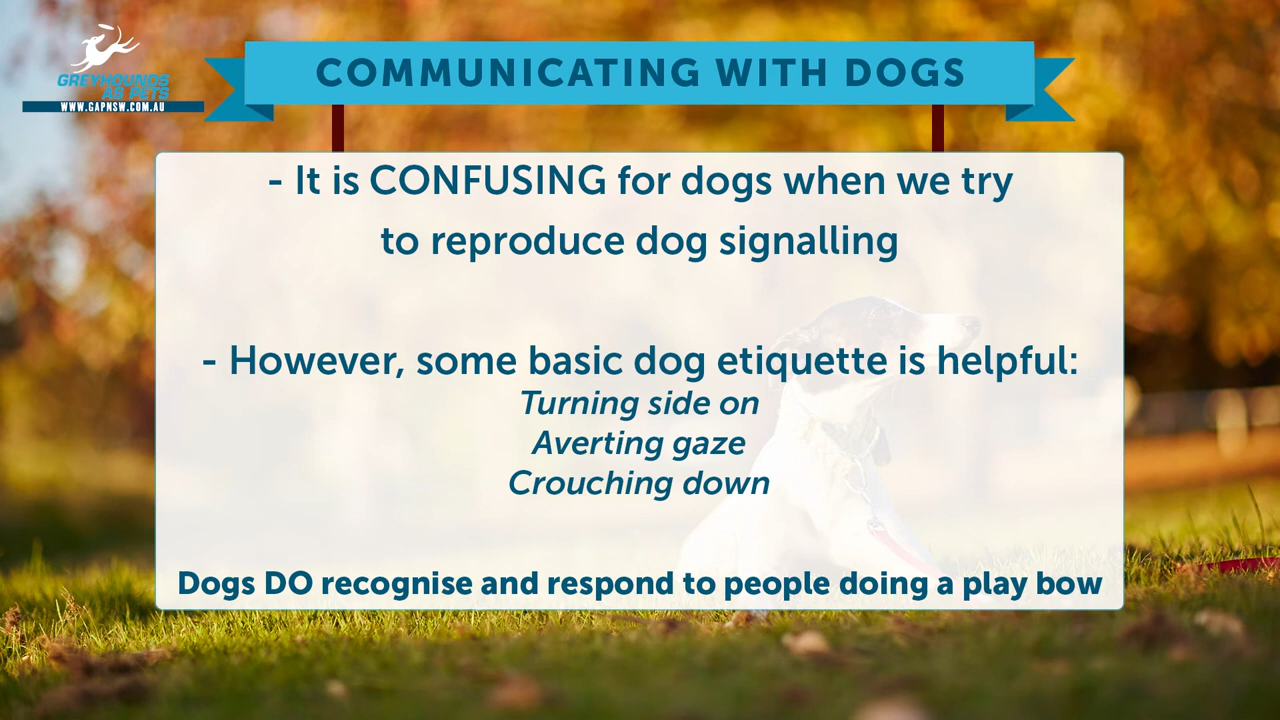 GREYHOUNDS
AS PETS
WWW.GAPNSW.COM.AU
COMMUNICATING WITH DOGS
- It is CONFUSING for dogs when we try
to reproduce dog signalling
- However, some basic dog etiquette is helpful:
Turning side on
Averting gaze
Crouching down
Dogs DO recognise and respond to people doing a play bow